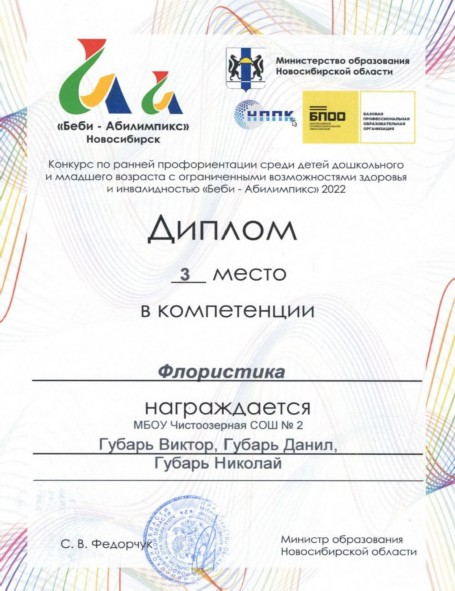 «Беби - Абилимпикс»
Новосибирск
Министерство образования
Новосибирской области
НППК
БПОО
БАЗОВАЯ
ПРОФЕССИОНАЛЬНАЯ
ОБРАЗОВАТЕЛЬНАЯ
ОРГАНИЗАЦИЯ
Конкурс по ранней профориентации среди детей дошкольного
и младшего возраста с ограниченными возможностями здоровья
и инвалидностью «Беби - Абилимпикс» 2022
Диплом
3 место
в компетенции
Флористика
награждается
МБОУ Чистоозерная СОШ № 2
Губарь Виктор, Губарь Данил,
Губарь Николай
С. В. Федорчук
Министр образования
Новосибирской области